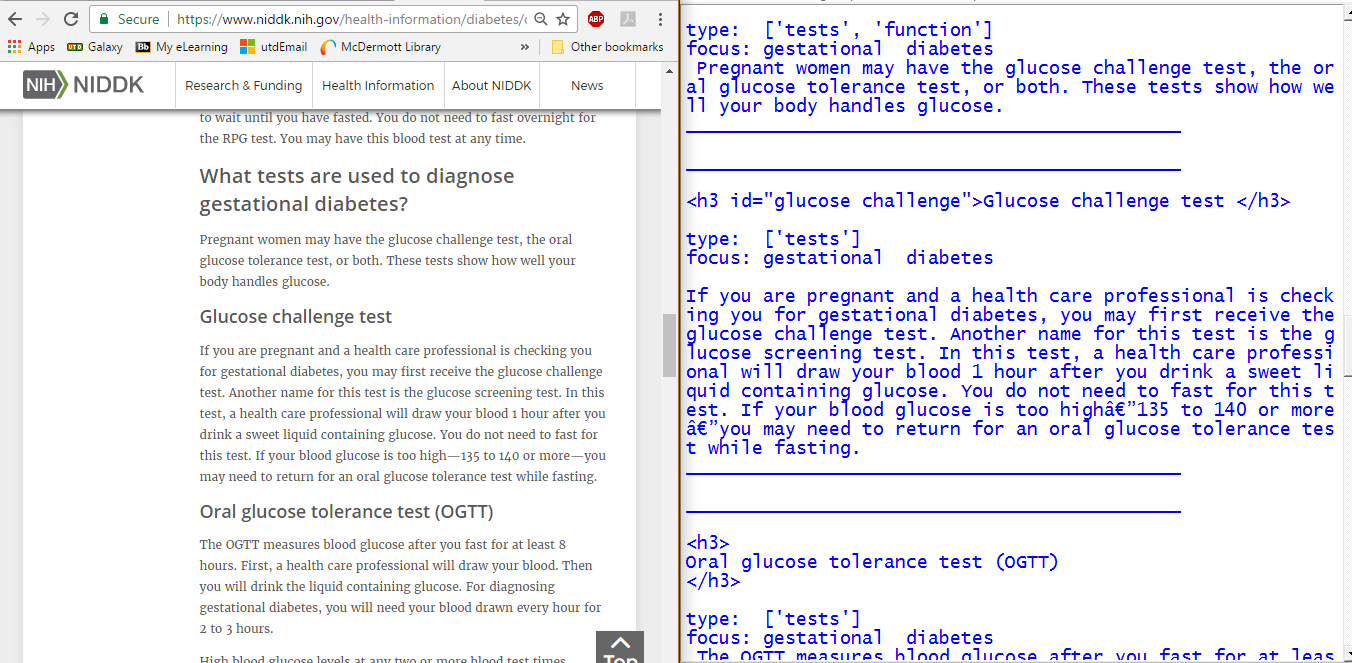 Secure https://www.niddk.nih.gov/health-information/diabetes/
ABP
Apps OTD Galaxy Bb My eLearning utdEmail McDermott Library » Other bookmarks
NIH NIDDK Research & Funding Health Information About NIDDK News
to wait until you have fasted. You do not need to fast overnight for
the RPG test. You may have this blood test at any time.
What tests are used to diagnose
gestational diabetes?
Pregnant women may have the glucose challenge test, the oral
glucose tolerance test, or both. These tests show how well your
body handles glucose.
Glucose challenge test
If you are pregnant and a health care professional is checking you
for gestational diabetes, you may first receive the glucose challenge
test. Another name for this test is the glucose screening test. In this
test, a health care professional will draw your blood 1 hour after you
drink a sweet liquid containing glucose. You do not need to fast for
this test. If your blood glucose is too high—135 to 140 or more—you
may need to return for an oral glucose tolerance test while fasting.
Oral glucose tolerance test (OGTT)
The OGTT measures blood glucose after you fast for at least 8
hours. First, a health care professional will draw your blood. Then
you will drink the liquid containing glucose. For diagnosing
gestational diabetes, you will need your blood drawn every hour for
2 to 3 hours.
High blood glucose levels at any two or more blood test times
Top
type:  ['tests', 'function']
focus: gestational  diabetes
Pregnant women may have the glucose challenge test, the or
al glucose tolerance test, or both. These tests show how we
ll your body handles glucose.
<h3 id="glucose challenge">Glucose challenge test </h3>
type:  ['tests']
focus: gestational  diabetes
If you are pregnant and a health care professional is check
ing you for gestational diabetes, you may first receive the
glucose challenge test. Another name for this test is the g
lucose screening test. In this test, a health care professi
onal will draw your blood 1 hour after you drink a sweet li
quid containing glucose. You do not need to fast for this t
est. If your blood glucose is too highâ€”135 to 140 or more
â€”you may need to return for an oral glucose tolerance tes
t while fasting.
<h3>
Oral glucose tolerance test (OGTT)
</h3>
type:  ['tests']
focus: gestational  diabetes
The OGTT measures blood glucose after you fast for at leas